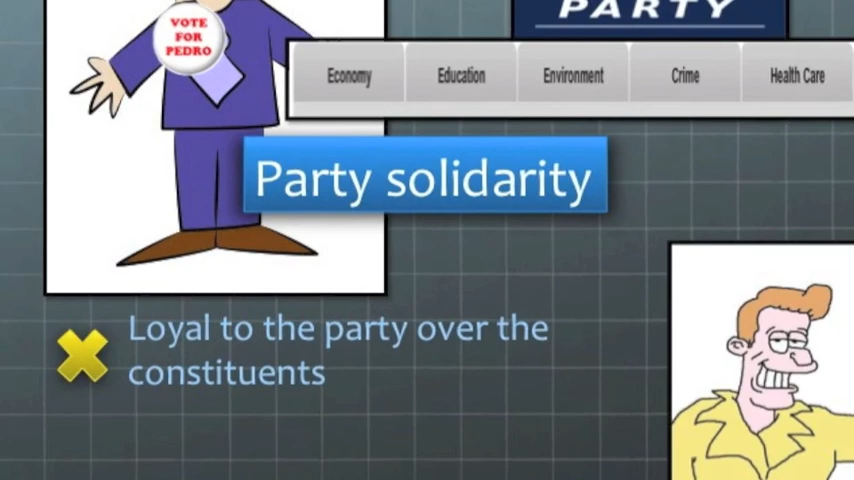 PARTY
VOTE
FOR
PEDRO
Economy Education Environment Crime Health Care
Party solidarity
Loyal to the party over the
constituents